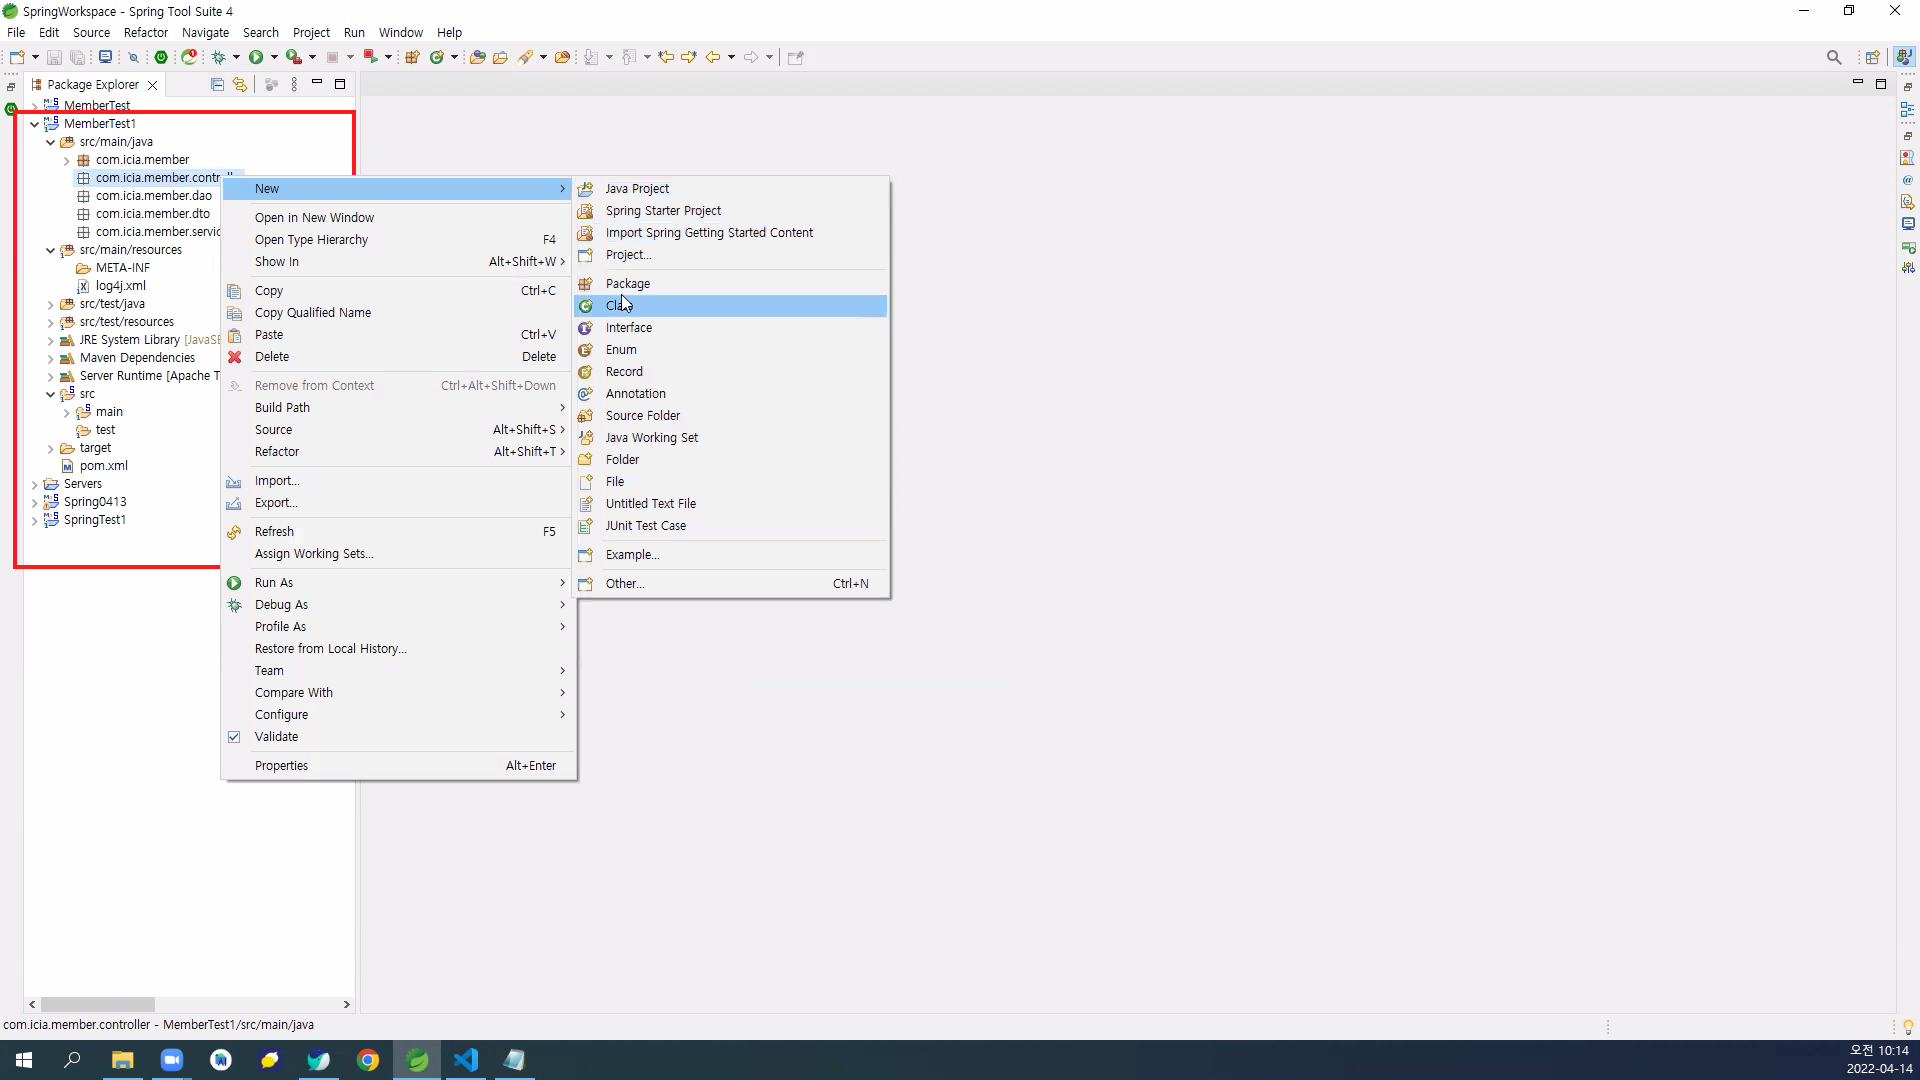 SpringWorkspace - Spring Tool Suite 4
File Edit Source Refactor Navigate Search Project Run Window Help
Package Explorer
MemberTest
MemberTest1
src/main/java
com.icia.member
com.icia.member.contr
com.icia.member.dao
com.icia.member.dto
com.icia.member.servic
src/main/resources
META-INF
log4j.xml
src/test/java
src/test/resources
JRE System Library [JavaSE
Maven Dependencies
Server Runtime [Apache T
src
main
test
target
pom.xml
Servers
Spring0413
SpringTest1
New
Open in New Window
Open Type Hierarchy F4
Show In Alt+Shift+W
Copy Ctrl+C
Copy Qualified Name
Paste Ctrl+V
Delete Delete
Remove from Context Ctrl+Alt+Shift+Down
Build Path
Source Alt+Shift+S
Refactor Alt+Shift+T
Import...
Export...
Refresh F5
Assign Working Sets...
Run As
Debug As
Profile As
Restore from Local History...
Team
Compare With
Configure
Validate
Properties Alt+Enter
Java Project
Spring Starter Project
Import Spring Getting Started Content
Project...
Package
Interface
Enum
Record
Annotation
Source Folder
Java Working Set
Folder
File
Untitled Text File
JUnit Test Case
Example...
Other... Ctrl+N
com.icia.member.controller - MemberTest1/src/main/java
오전 10:14
2022-04-14